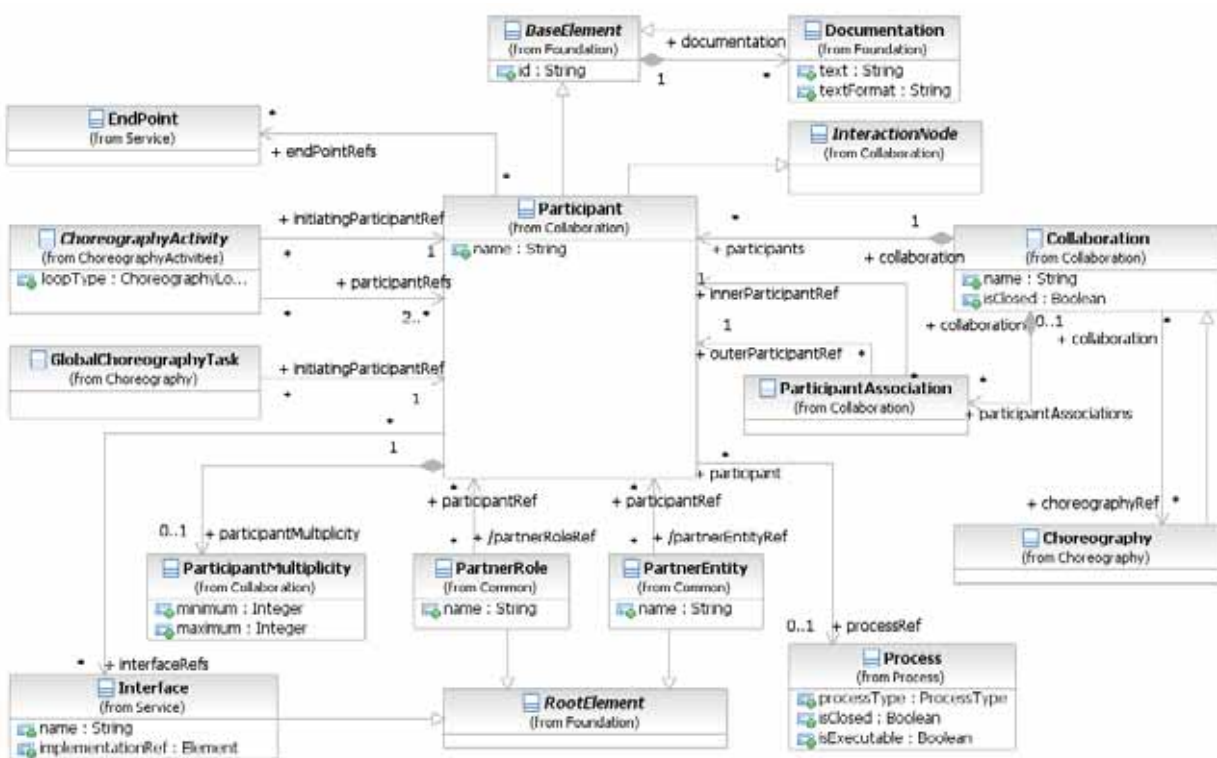 BaseElement
(from Foundation)
id : String
+ documentation
1
*
Documentation
(from Foundation)
text : String
textFormat : String
EndPoint
(from Service)
*
+ endPointRefs
*
InteractionNode
(from Collaboration)
Participant
(from Collaboration)
name : String
ChoreographyActivity
(from ChoreographyActivities)
loopType : ChoreographyLo...
+ initiatingParticipantRef
*
1
+ participantRefs
*
2..*
*
+ participants
1
+ collaboration
Collaboration
(from Collaboration)
name : String
isClosed : Boolean
1
+ innerParticipantRef
1
+ outerParticipantRef
*
*
+ collaboration
0..1
*
+ collaboration
GlobalChoreographyTask
(from Choreography)
+ initiatingParticipantRef
*
1
ParticipantAssociation
(from Collaboration)
*
+ participantAssociations
*
1
*
+ participant
*
+ participantRef
*
+ participantRef
+ choreographyRef
*
0..1
+ participantMultiplicity
*
+ /partnerRoleRef
*
+ /partnerEntityRef
Choreography
(from Choreography)
ParticipantMultiplicity
(from Collaboration)
minimum : Integer
maximum : Integer
PartnerRole
(from Common)
name : String
PartnerEntity
(from Common)
name : String
0..1
+ processRef
*
+ interfaceRefs
Interface
(from Service)
name : String
implementationRef : Element
RootElement
(from Foundation)
Process
(from Process)
processType : ProcessType
isClosed : Boolean
isExecutable : Boolean